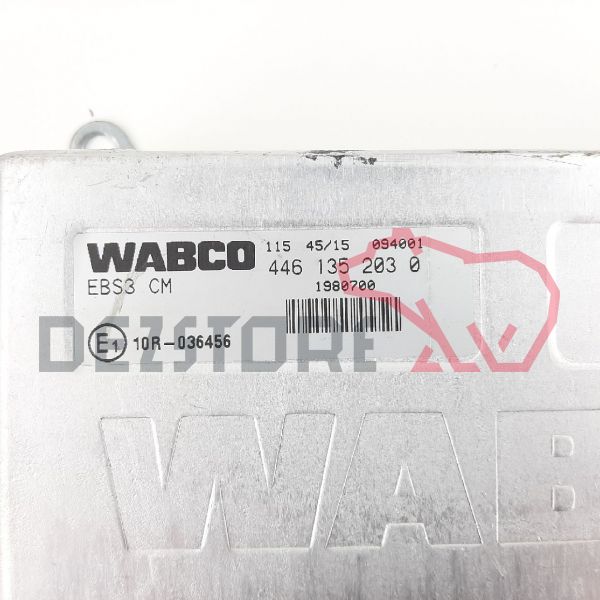 WABCO 115 45/15 094001
446 135 203 0
EBS3 CM 1980700
E1 10R-036456
DEZSTORE
WAB